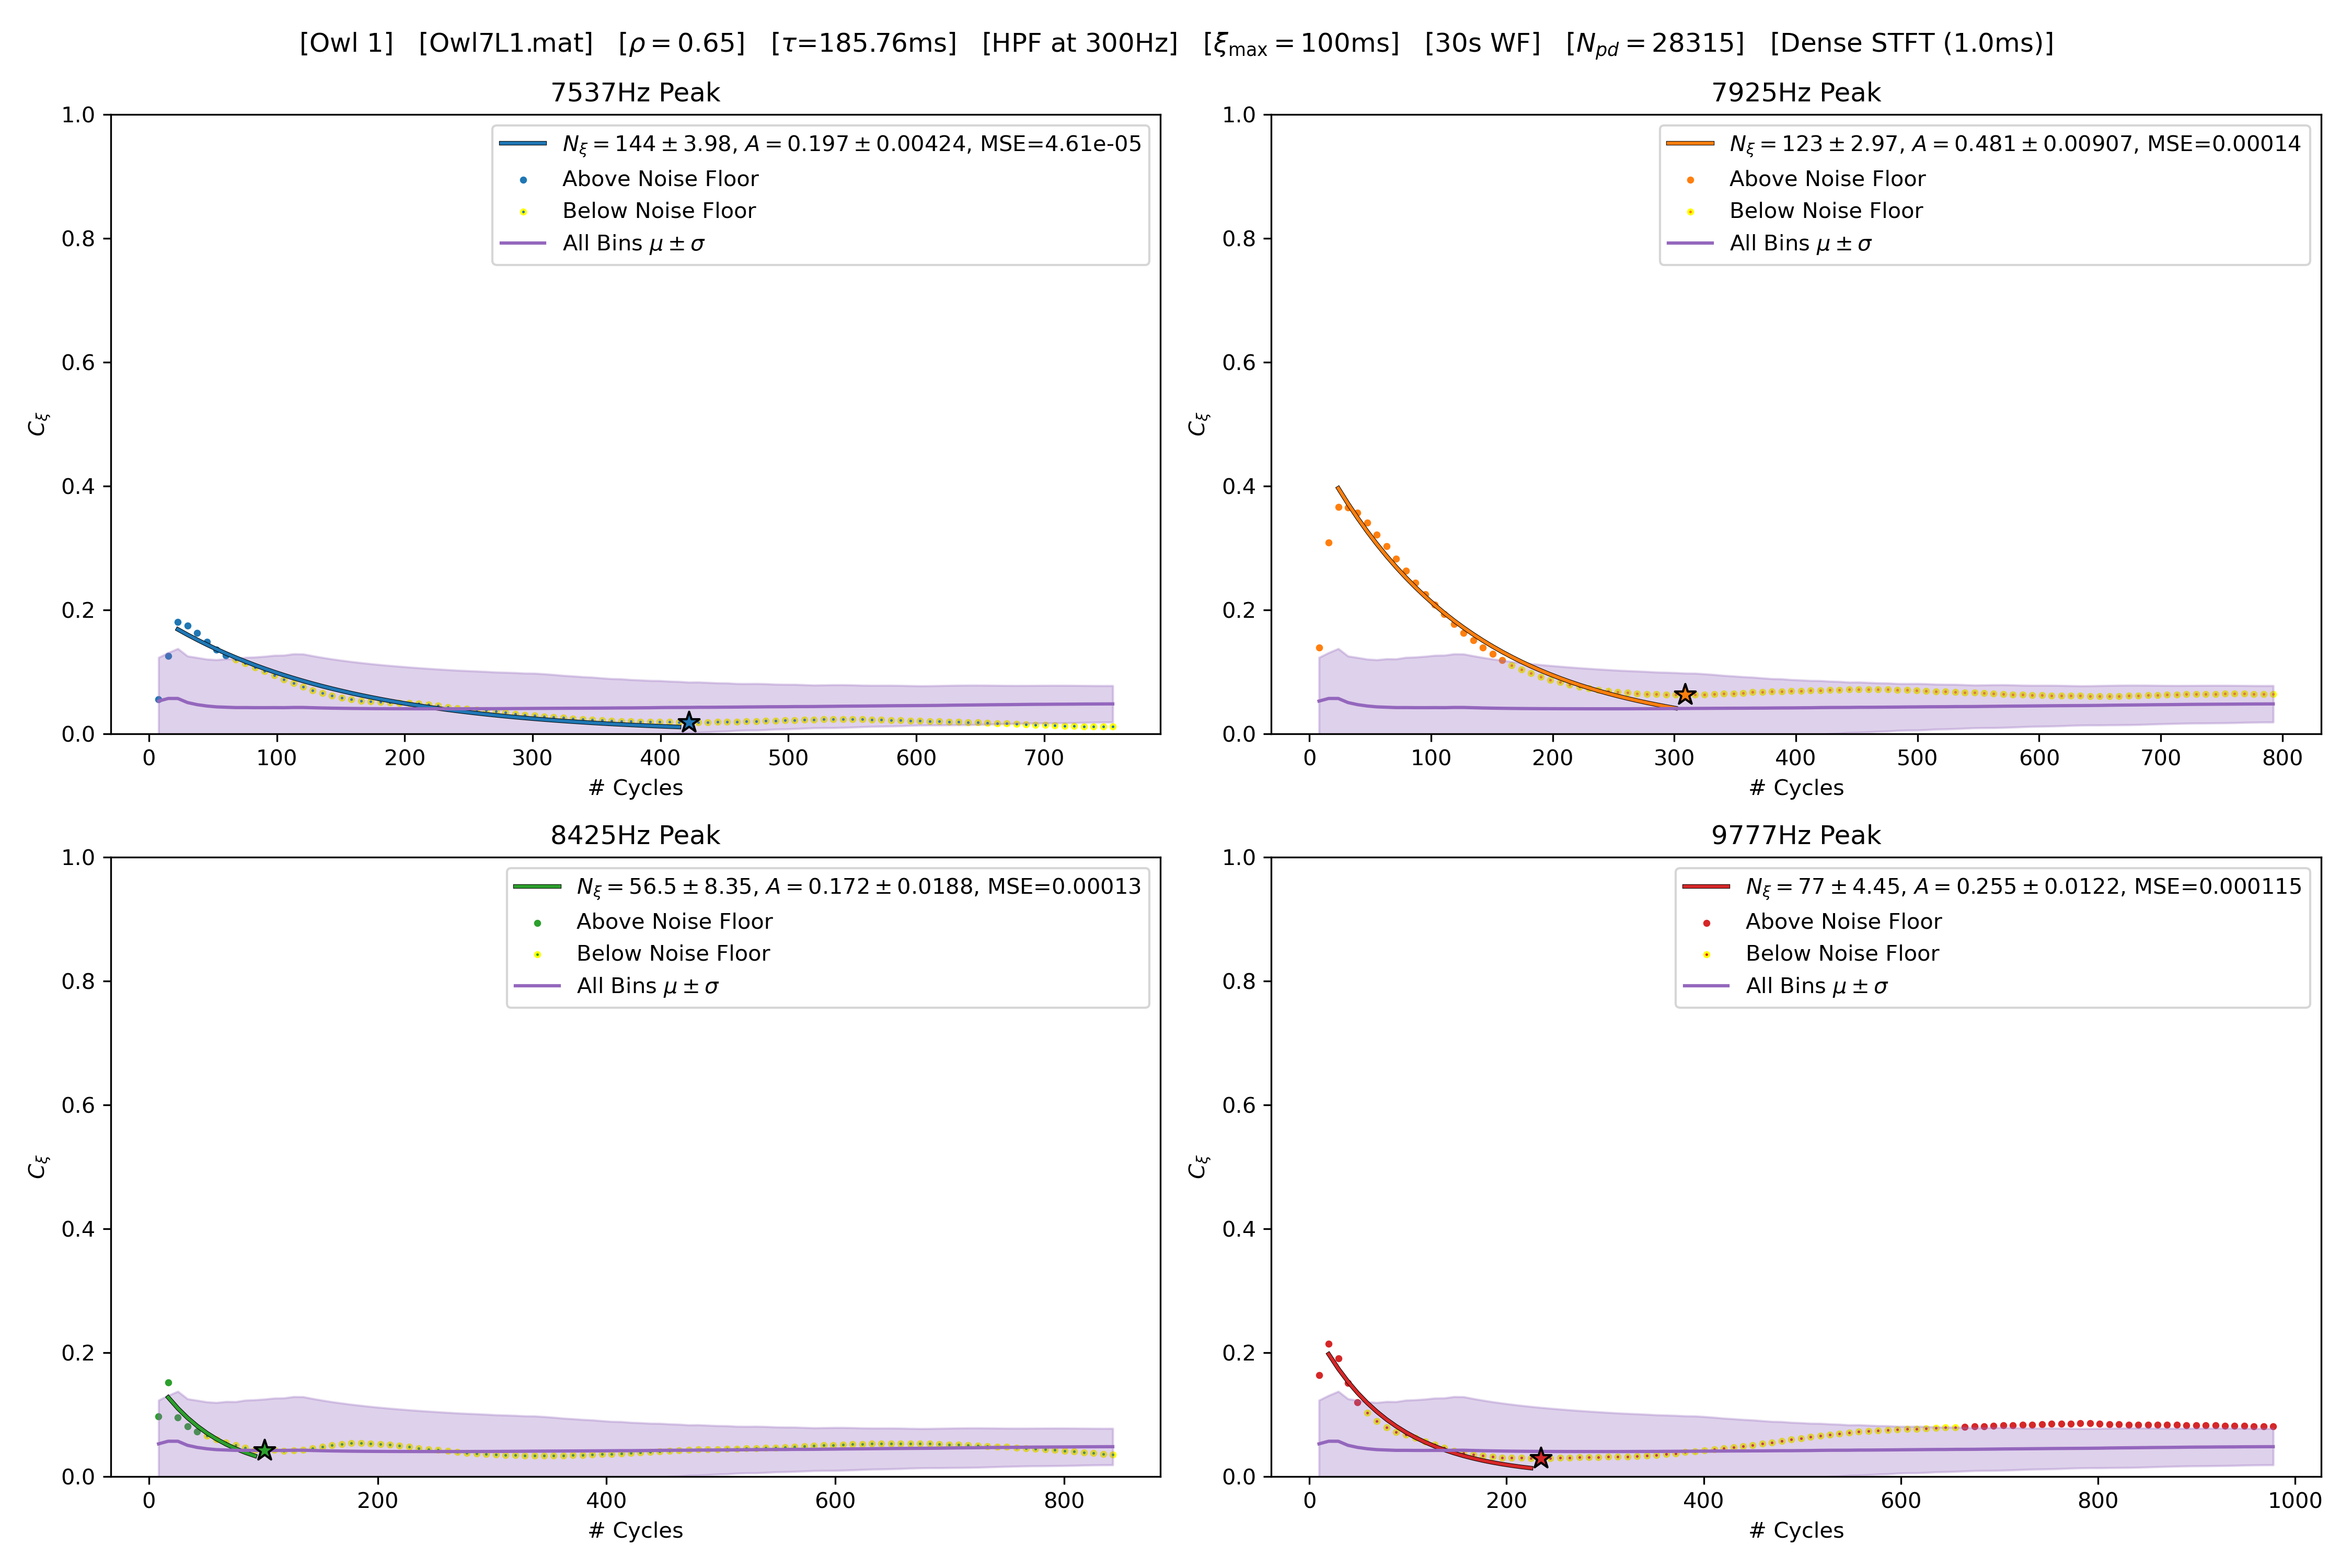 [Owl 1] [Owl7L1.mat] [ρ = 0.65] [τ=185.76ms] [HPF at 300Hz] [ξmax = 100ms] [30s WF] [Npd = 28315] [Dense STFT (1.0ms)]
7537Hz Peak
1.0
0.8
0.6
0.4
0.2
0.0
Cξ
Nξ = 144 ± 3.98, A = 0.197 ± 0.00424, MSE=4.61e-05
Above Noise Floor
Below Noise Floor
All Bins μ ± σ
0 100 200 300 400 500 600 700
# Cycles
7925Hz Peak
1.0
0.8
0.6
0.4
0.2
0.0
Cξ
Nξ = 123 ± 2.97, A = 0.481 ± 0.00907, MSE=0.00014
Above Noise Floor
Below Noise Floor
All Bins μ ± σ
0 100 200 300 400 500 600 700 800
# Cycles
8425Hz Peak
1.0
0.8
0.6
0.4
0.2
0.0
Cξ
Nξ = 56.5 ± 8.35, A = 0.172 ± 0.0188, MSE=0.00013
Above Noise Floor
Below Noise Floor
All Bins μ ± σ
0 200 400 600 800
# Cycles
9777Hz Peak
1.0
0.8
0.6
0.4
0.2
0.0
Cξ
Nξ = 77 ± 4.45, A = 0.255 ± 0.0122, MSE=0.000115
Above Noise Floor
Below Noise Floor
All Bins μ ± σ
0 200 400 600 800 1000
# Cycles